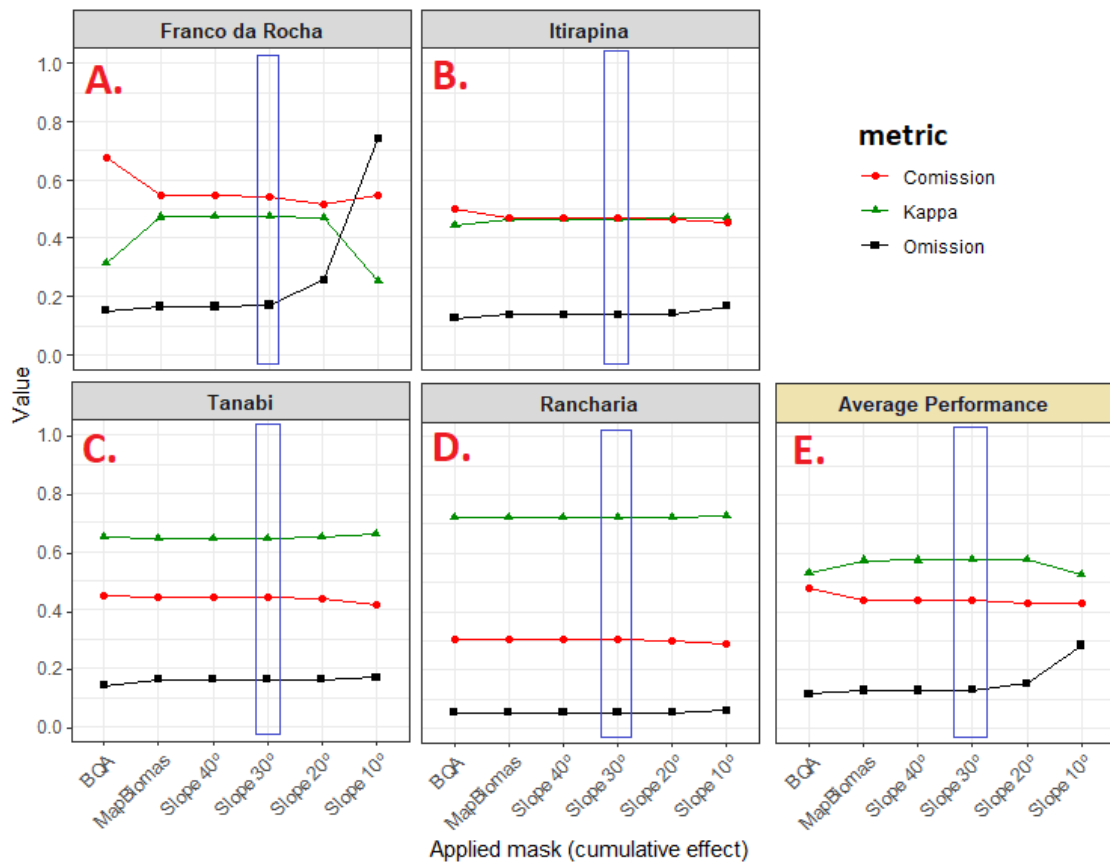 Franco da Rocha
Itirapina
A.
B.
1.0
0.8
0.6
0.4
0.2
0.0
metric
Comission
Kappa
Omission
Value
Tanabi
Rancharia
Average Performance
C.
D.
E.
1.0
0.8
0.6
0.4
0.2
0.0
BQA
MapBiomas
Slope 40º
Slope 30º
Slope 20º
Slope 10º
BQA
MapBiomas
Slope 40º
Slope 30º
Slope 20º
Slope 10º
BQA
MapBiomas
Slope 40º
Slope 30º
Slope 20º
Slope 10º
Applied mask (cumulative effect)